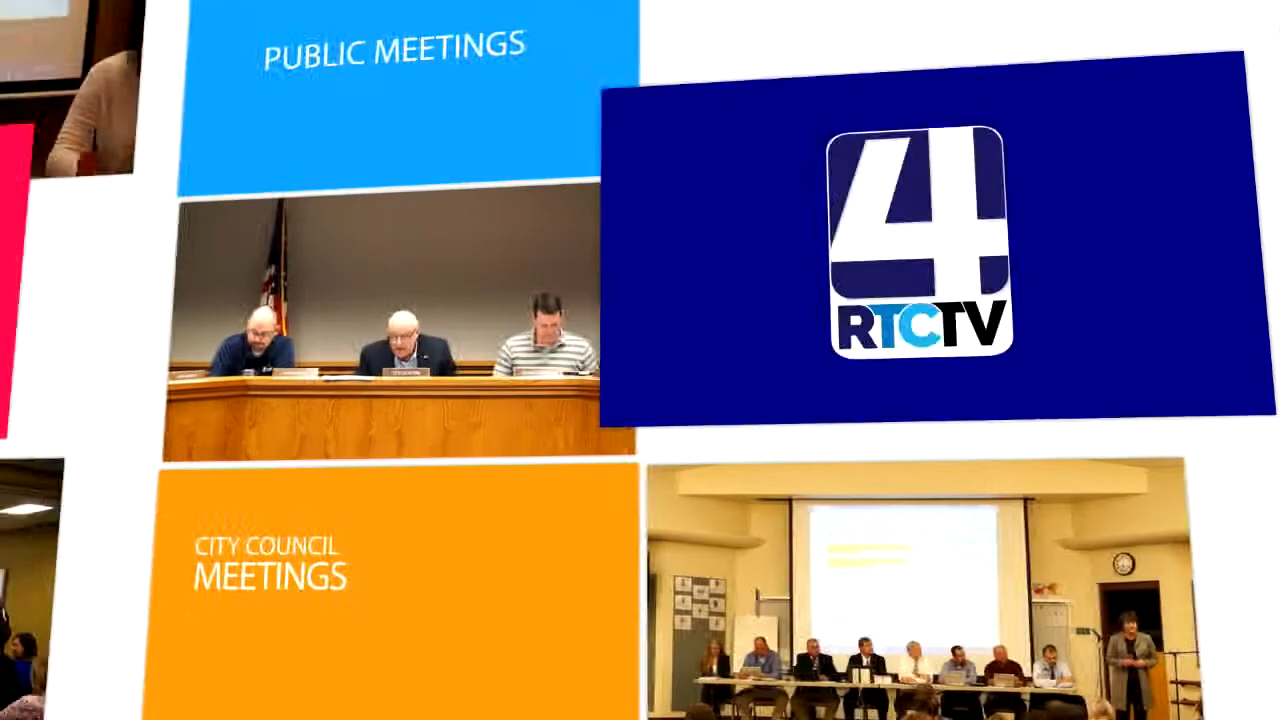 PUBLIC MEETINGS
4
RTCTV
CITY COUNCIL
MEETINGS